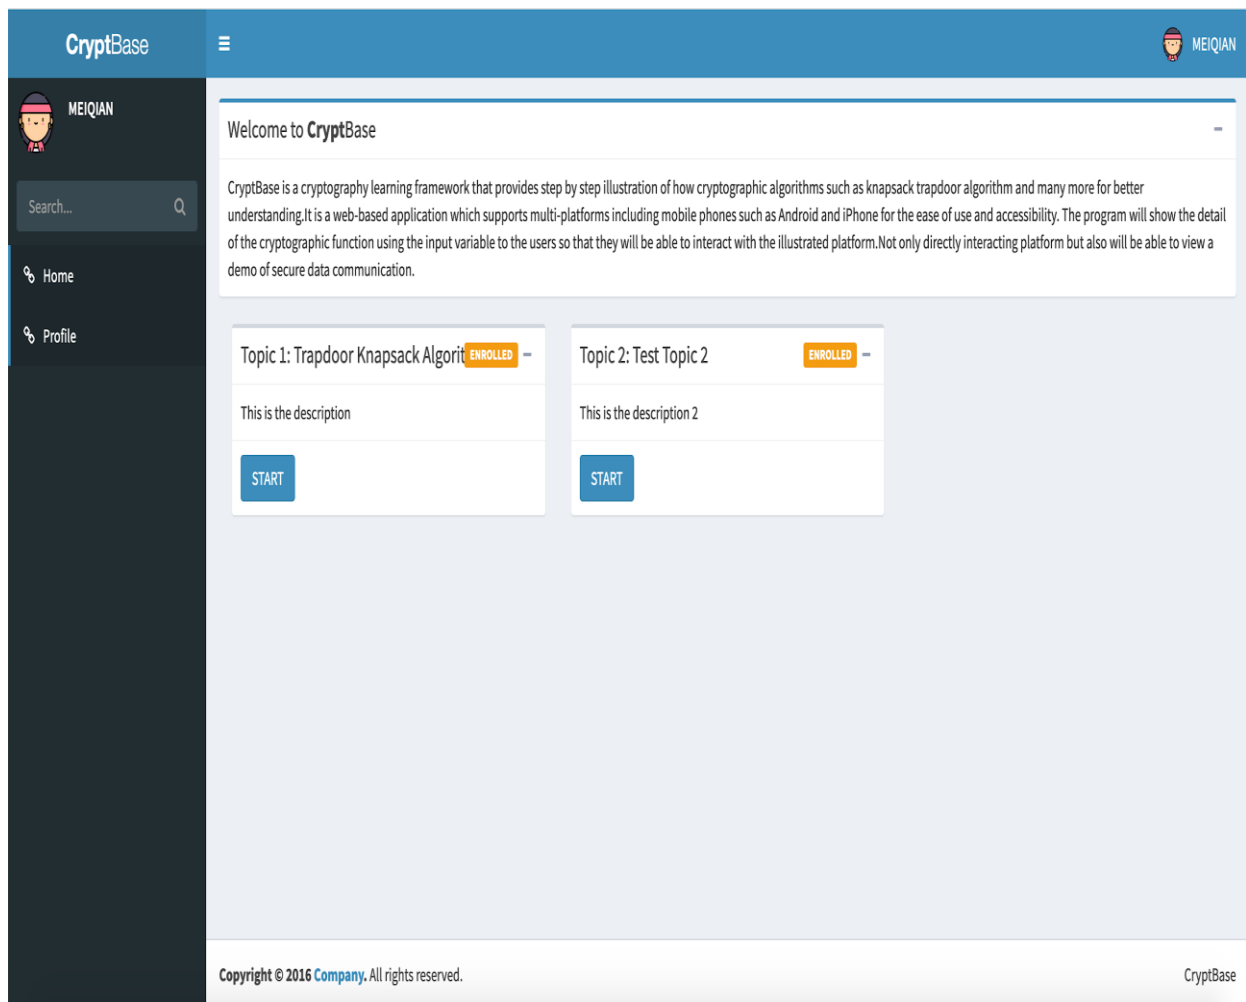 CryptBase
MEIQIAN
MEIQIAN
Search...
Home
Profile
Welcome to CryptBase
CryptBase is a cryptography learning framework that provides step by step illustration of how cryptographic algorithms such as knapsack trapdoor algorithm and many more for better
understanding.It is a web-based application which supports multi-platforms including mobile phones such as Android and iPhone for the ease of use and accessibility. The program will show the detail
of the cryptographic function using the input variable to the users so that they will be able to interact with the illustrated platform.Not only directly interacting platform but also will be able to view a
demo of secure data communication.
Topic 1: Trapdoor Knapsack Algorit ENROLLED
This is the description
START
Topic 2: Test Topic 2 ENROLLED
This is the description 2
START
Copyright © 2016 Company. All rights reserved.
CryptBase